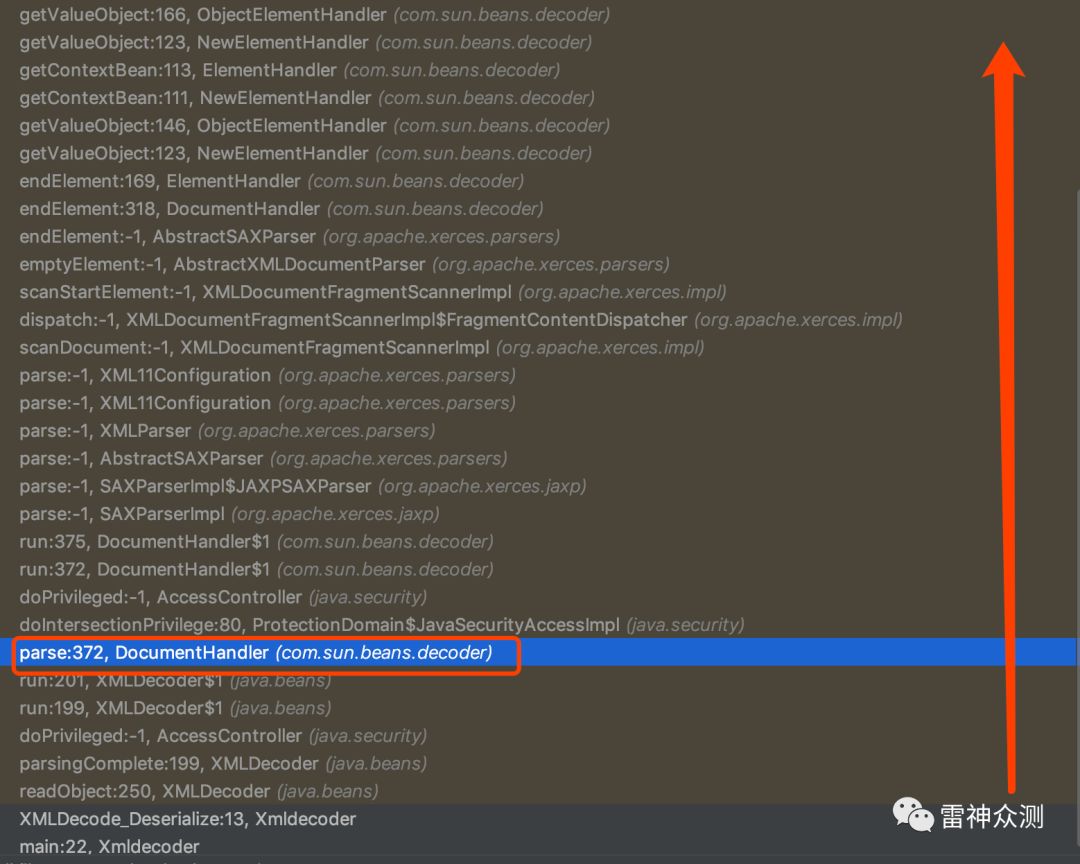 getValueObject:166, ObjectElementHandler (com.sun.beans.decoder)
getValueObject:123, NewElementHandler (com.sun.beans.decoder)
getContextBean:113, ElementHandler (com.sun.beans.decoder)
getContextBean:111, NewElementHandler (com.sun.beans.decoder)
getValueObject:146, ObjectElementHandler (com.sun.beans.decoder)
getValueObject:123, NewElementHandler (com.sun.beans.decoder)
endElement:169, ElementHandler (com.sun.beans.decoder)
endElement:318, DocumentHandler (com.sun.beans.decoder)
endElement:-1, AbstractSAXParser (org.apache.xerces.parsers)
emptyElement:-1, AbstractXMLDocumentParser (org.apache.xerces.parsers)
scanStartElement:-1, XMLDocumentFragmentScannerImpl (org.apache.xerces.impl)
dispatch:-1, XMLDocumentFragmentScannerImpl$FragmentContentDispatcher (org.apache.xerces.impl)
scanDocument:-1, XMLDocumentFragmentScannerImpl (org.apache.xerces.impl)
parse:-1, XML11Configuration (org.apache.xerces.parsers)
parse:-1, XML11Configuration (org.apache.xerces.parsers)
parse:-1, XMLParser (org.apache.xerces.parsers)
parse:-1, AbstractSAXParser (org.apache.xerces.parsers)
parse:-1, SAXParserImpl$JAXPSAXParser (org.apache.xerces.jaxp)
parse:-1, SAXParserImpl (org.apache.xerces.jaxp)
run:375, DocumentHandler$1 (com.sun.beans.decoder)
run:372, DocumentHandler$1 (com.sun.beans.decoder)
doPrivileged:-1, AccessController (java.security)
doIntersectionPrivilege:80, ProtectionDomain$JavaSecurityAccessImpl (java.security)
parse:372, DocumentHandler (com.sun.beans.decoder)
run:201, XMLDecoder$1 (java.beans)
run:199, XMLDecoder$1 (java.beans)
doPrivileged:-1, AccessController (java.security)
parsingComplete:199, XMLDecoder (java.beans)
readObject:250, XMLDecoder (java.beans)
XMLDecode_Deserialize:13, Xmldecoder
main:22, Xmldecoder
雷神众测